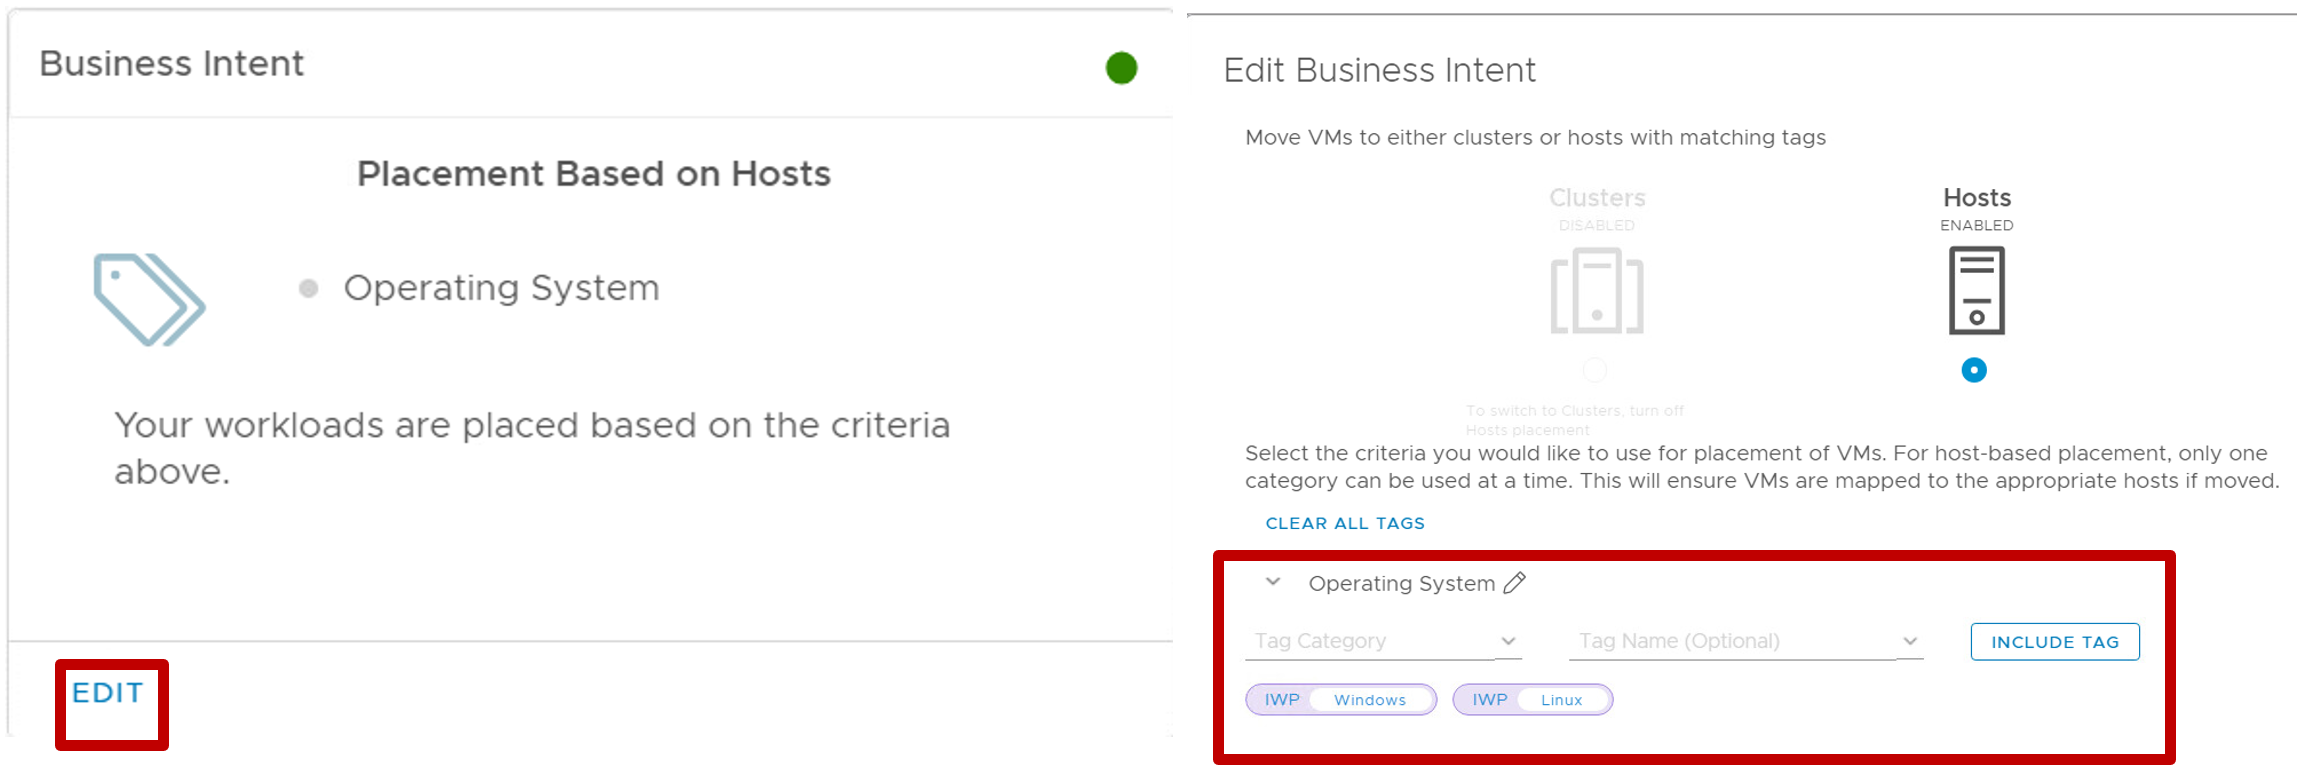 Business Intent
Placement Based on Hosts
Operating System
Your workloads are placed based on the criteria
above.
EDIT
Edit Business Intent
Move VMs to either clusters or hosts with matching tags
Clusters
DISABLED
To switch to Clusters, turn off
Hosts placement
Hosts
ENABLED
Select the criteria you would like to use for placement of VMs. For host-based placement, only one
category can be used at a time. This will ensure VMs are mapped to the appropriate hosts if moved.
CLEAR ALL TAGS
Operating System
Tag Category
Tag Name (Optional)
INCLUDE TAG
IWP Windows
IWP Linux